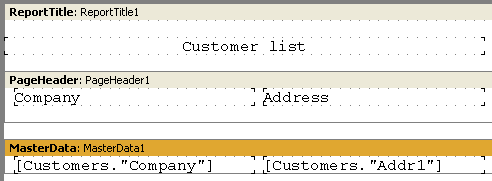 ReportTitle: ReportTitle1
Customer list
PageHeader: PageHeader1
Company Address
MasterData: MasterData1
[Customers."Company"] [Customers."Addr1"]